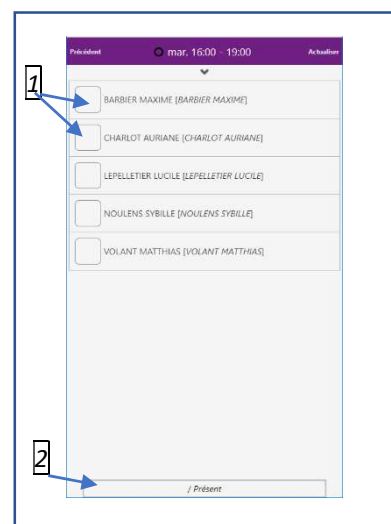 Précédent mar. 16:00 - 19:00 Actualiser
1
BARBIER MAXIME [BARBIER MAXIME]
CHARLOT AURIANE [CHARLOT AURIANE]
LEPELLETIER LUCILE [LEPELLETIER LUCILE]
NOULENS SYBILLE [NOULENS SYBILLE]
VOLANT MATTHIAS [VOLANT MATTHIAS]
2
/ Présent